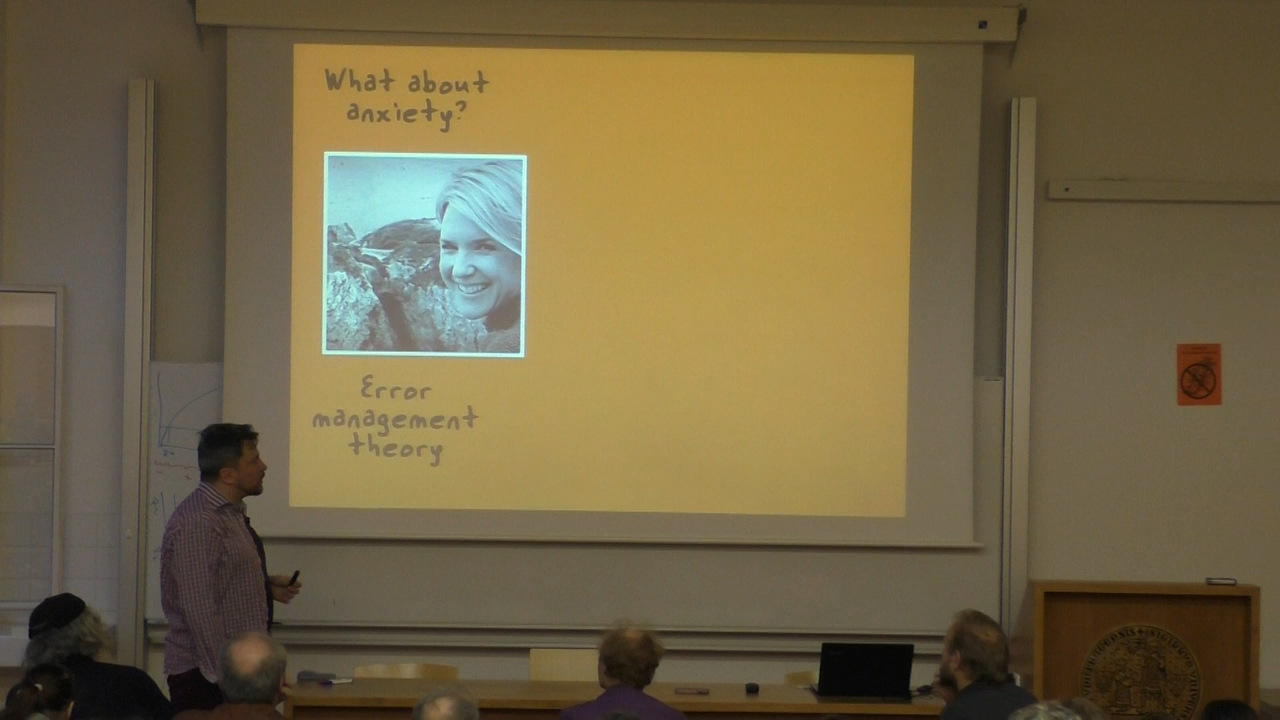 What about
anxiety?
Error
management
theory